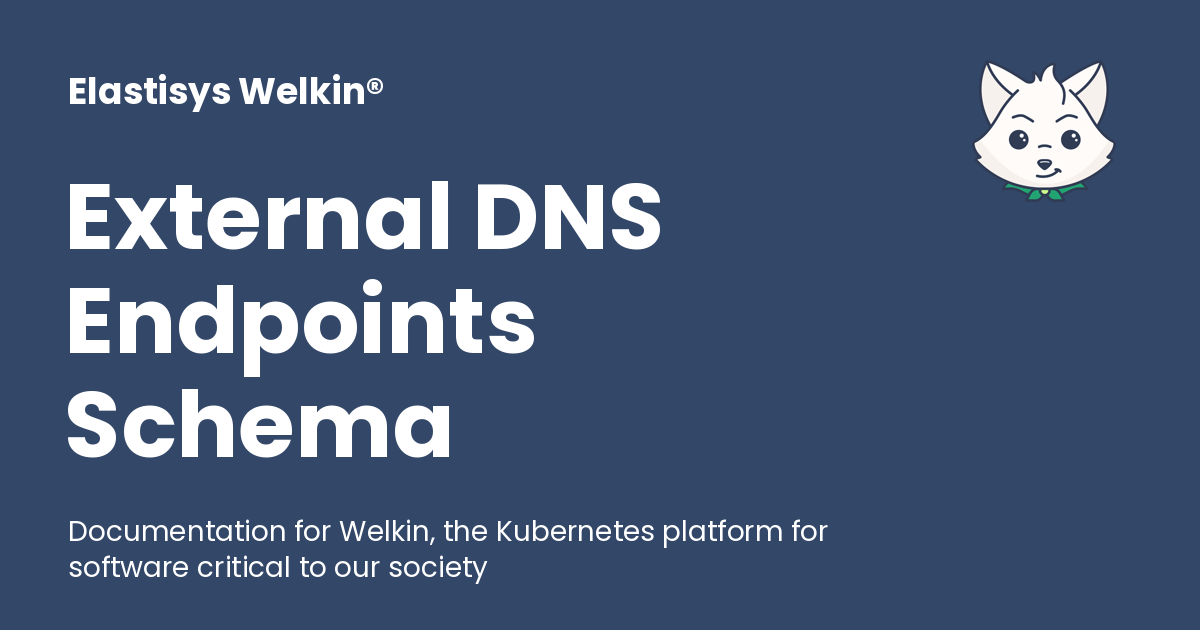 Elastisys Welkin®
External DNS
Endpoints
Schema
Documentation for Welkin, the Kubernetes platform for
software critical to our society